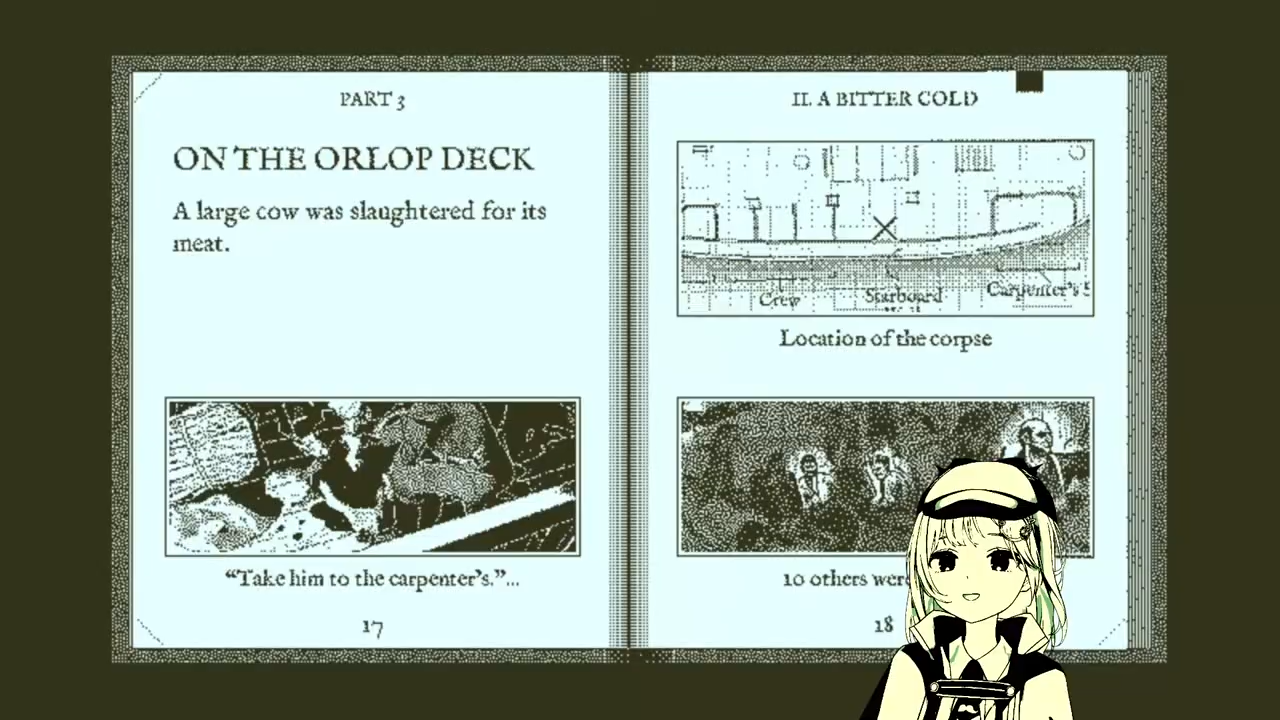 PART 3
ON THE ORLOP DECK
A large cow was slaughtered for its
meat.
"Take him to the carpenter's."...
17
II. A BITTER COLD
Crew
Starboard
Carpenter's
Location of the corpse
10 others were
18